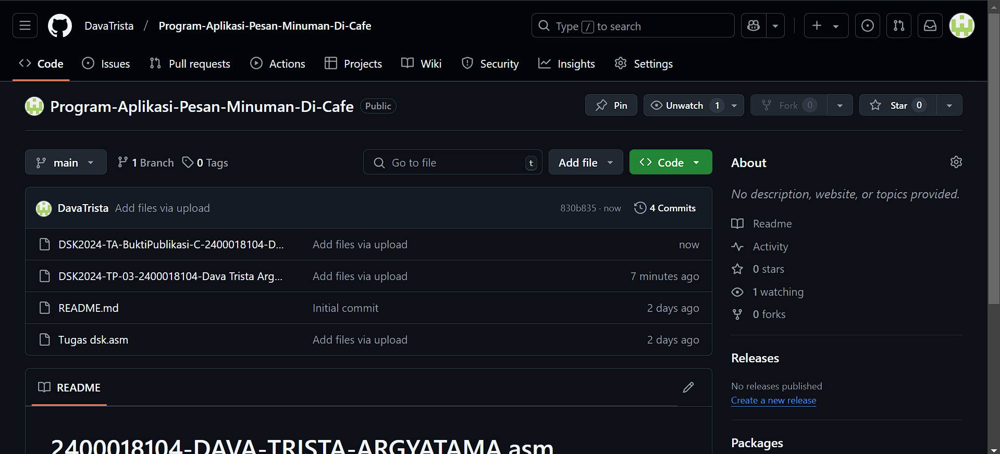 DavaTrista / Program-Aplikasi-Pesan-Minuman-Di-Cafe Type / to search
Code Issues Pull requests Actions Projects Wiki Security Insights Settings
Program-Aplikasi-Pesan-Minuman-Di-Cafe Public Pin Unwatch 1 Fork 0 Star 0
main 1 Branch 0 Tags Go to file t Add file Code
DavaTrista Add files via upload 830b835 · now 4 Commits
DSK2024-TA-BuktiPublikasi-C-2400018104-D... Add files via upload now
DSK2024-TP-03-2400018104-Dava Trista Arg... Add files via upload 7 minutes ago
README.md Initial commit 2 days ago
Tugas dsk.asm Add files via upload 2 days ago
README
2400018104-DAVA-TRISTA-ARGYATAMA.asm
About
No description, website, or topics provided.
Readme
Activity
0 stars
1 watching
0 forks
Releases
No releases published
Create a new release
Packages